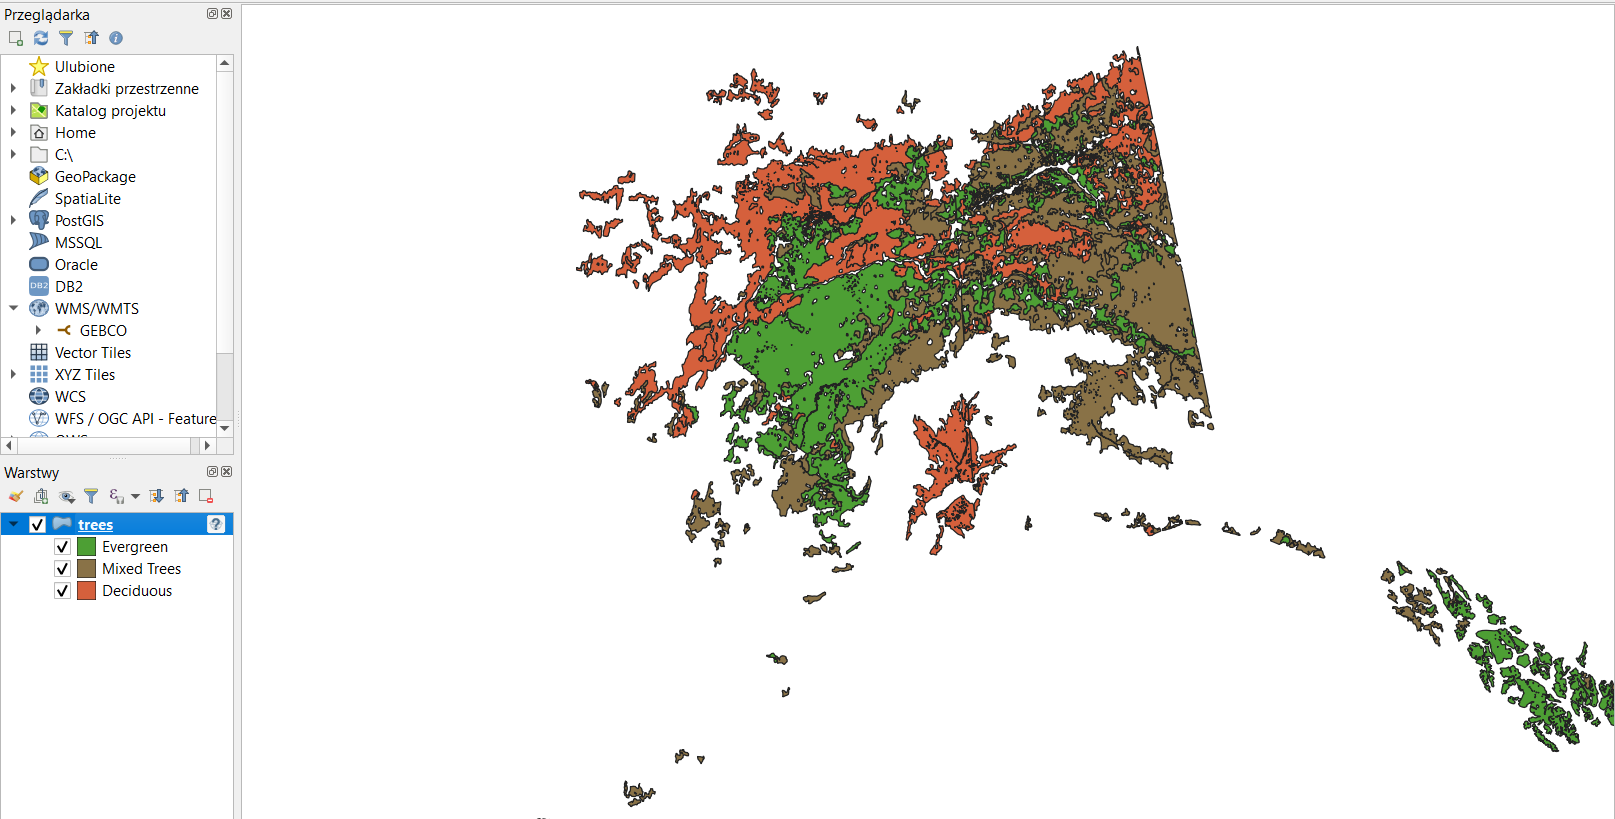 Przeglądarka
Ulubione
Zakładki przestrzenne
Katalog projektu
Home
C:\
GeoPackage
SpatiaLite
PostGIS
MSSQL
Oracle
DB2
DB2
WMS/WMTS
GEBCO
Vector Tiles
XYZ Tiles
WCS
WFS / OGC API - Feature
Warstwy
trees
?
Evergreen
Mixed Trees
Deciduous